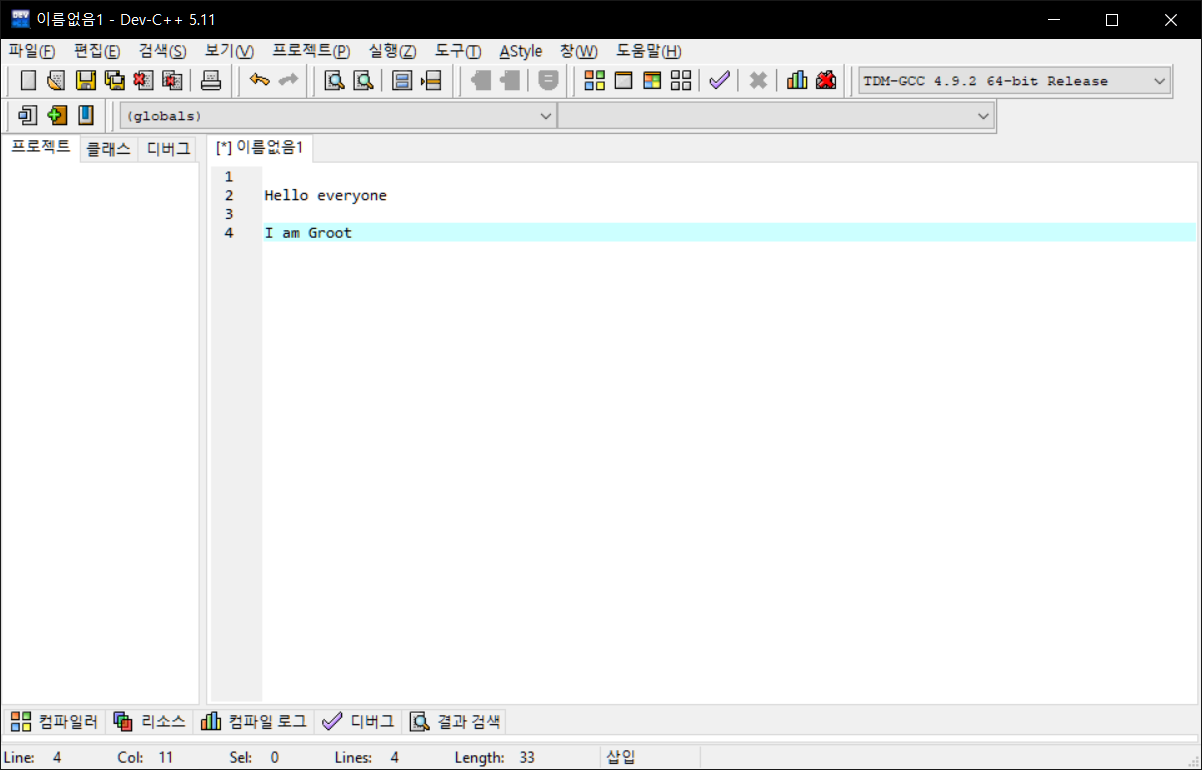 이름없음1 - Dev-C++ 5.11
파일(F) 편집(E) 검색(S) 보기(V) 프로젝트(P) 실행(Z) 도구(T) AStyle 창(W) 도움말(H)
TDM-GCC 4.9.2 64-bit Release
(globals)
프로젝트 클래스 디버그 [*] 이름없음1
1
2 Hello everyone
3
4 I am Groot
컴파일러 리소스 컴파일 로그 디버그 결과 검색
Line: 4 Col: 11 Sel: 0 Lines: 4 Length: 33 삽입